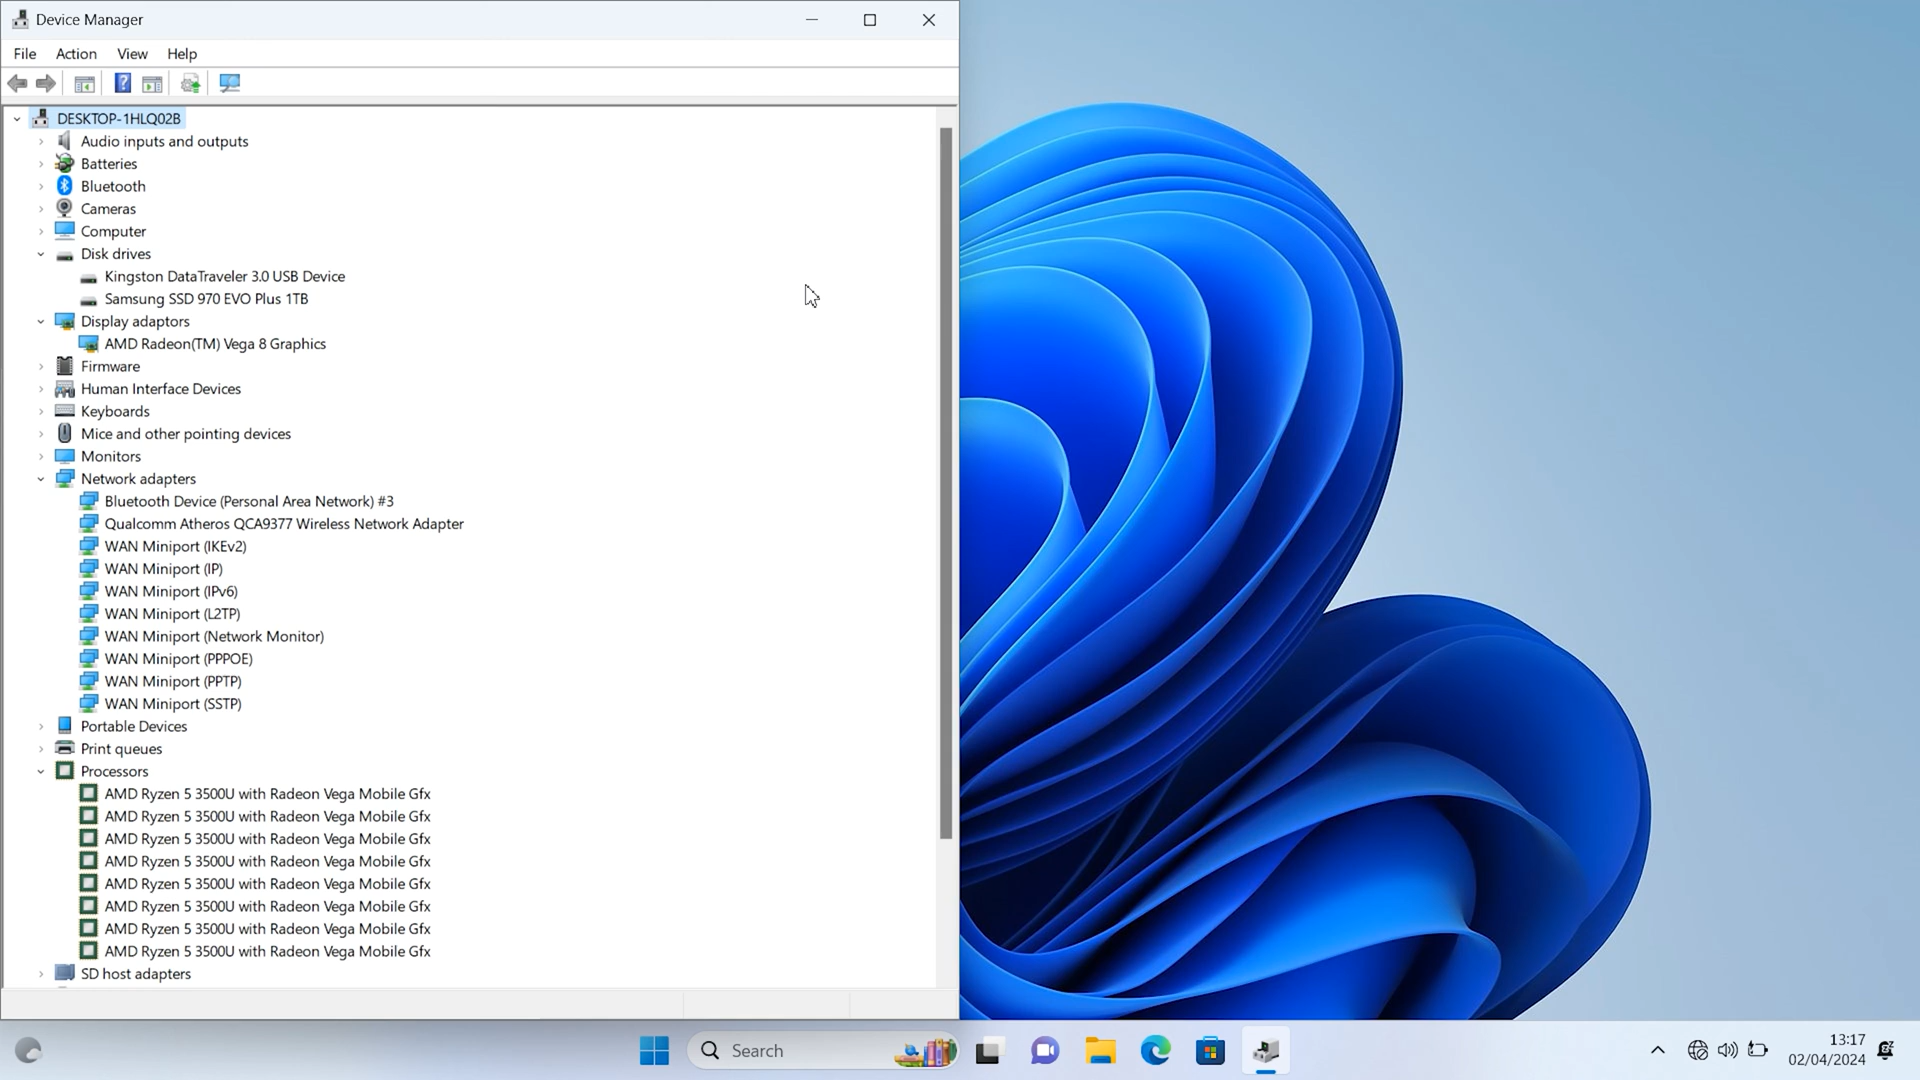 Device Manager
File Action View Help
DESKTOP-1HLQ02B
Audio inputs and outputs
Batteries
Bluetooth
Cameras
Computer
Disk drives
Kingston DataTraveler 3.0 USB Device
Samsung SSD 970 EVO Plus 1TB
Display adaptors
AMD Radeon(TM) Vega 8 Graphics
Firmware
Human Interface Devices
Keyboards
Mice and other pointing devices
Monitors
Network adapters
Bluetooth Device (Personal Area Network) #3
Qualcomm Atheros QCA9377 Wireless Network Adapter
WAN Miniport (IKEv2)
WAN Miniport (IP)
WAN Miniport (IPv6)
WAN Miniport (L2TP)
WAN Miniport (Network Monitor)
WAN Miniport (PPPOE)
WAN Miniport (PPTP)
WAN Miniport (SSTP)
Portable Devices
Print queues
Processors
AMD Ryzen 5 3500U with Radeon Vega Mobile Gfx
AMD Ryzen 5 3500U with Radeon Vega Mobile Gfx
AMD Ryzen 5 3500U with Radeon Vega Mobile Gfx
AMD Ryzen 5 3500U with Radeon Vega Mobile Gfx
AMD Ryzen 5 3500U with Radeon Vega Mobile Gfx
AMD Ryzen 5 3500U with Radeon Vega Mobile Gfx
AMD Ryzen 5 3500U with Radeon Vega Mobile Gfx
AMD Ryzen 5 3500U with Radeon Vega Mobile Gfx
SD host adapters
Search
13:17
02/04/2024